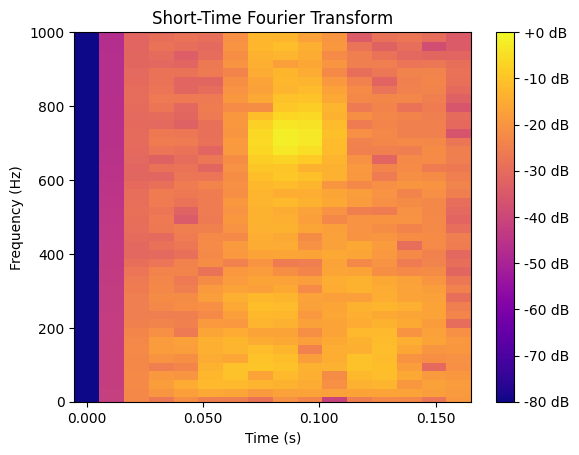 Short-Time Fourier Transform
Frequency (Hz)
1000
800
600
400
200
0
0.000
0.050
0.100
0.150
Time (s)
+0 dB
-10 dB
-20 dB
-30 dB
-40 dB
-50 dB
-60 dB
-70 dB
-80 dB